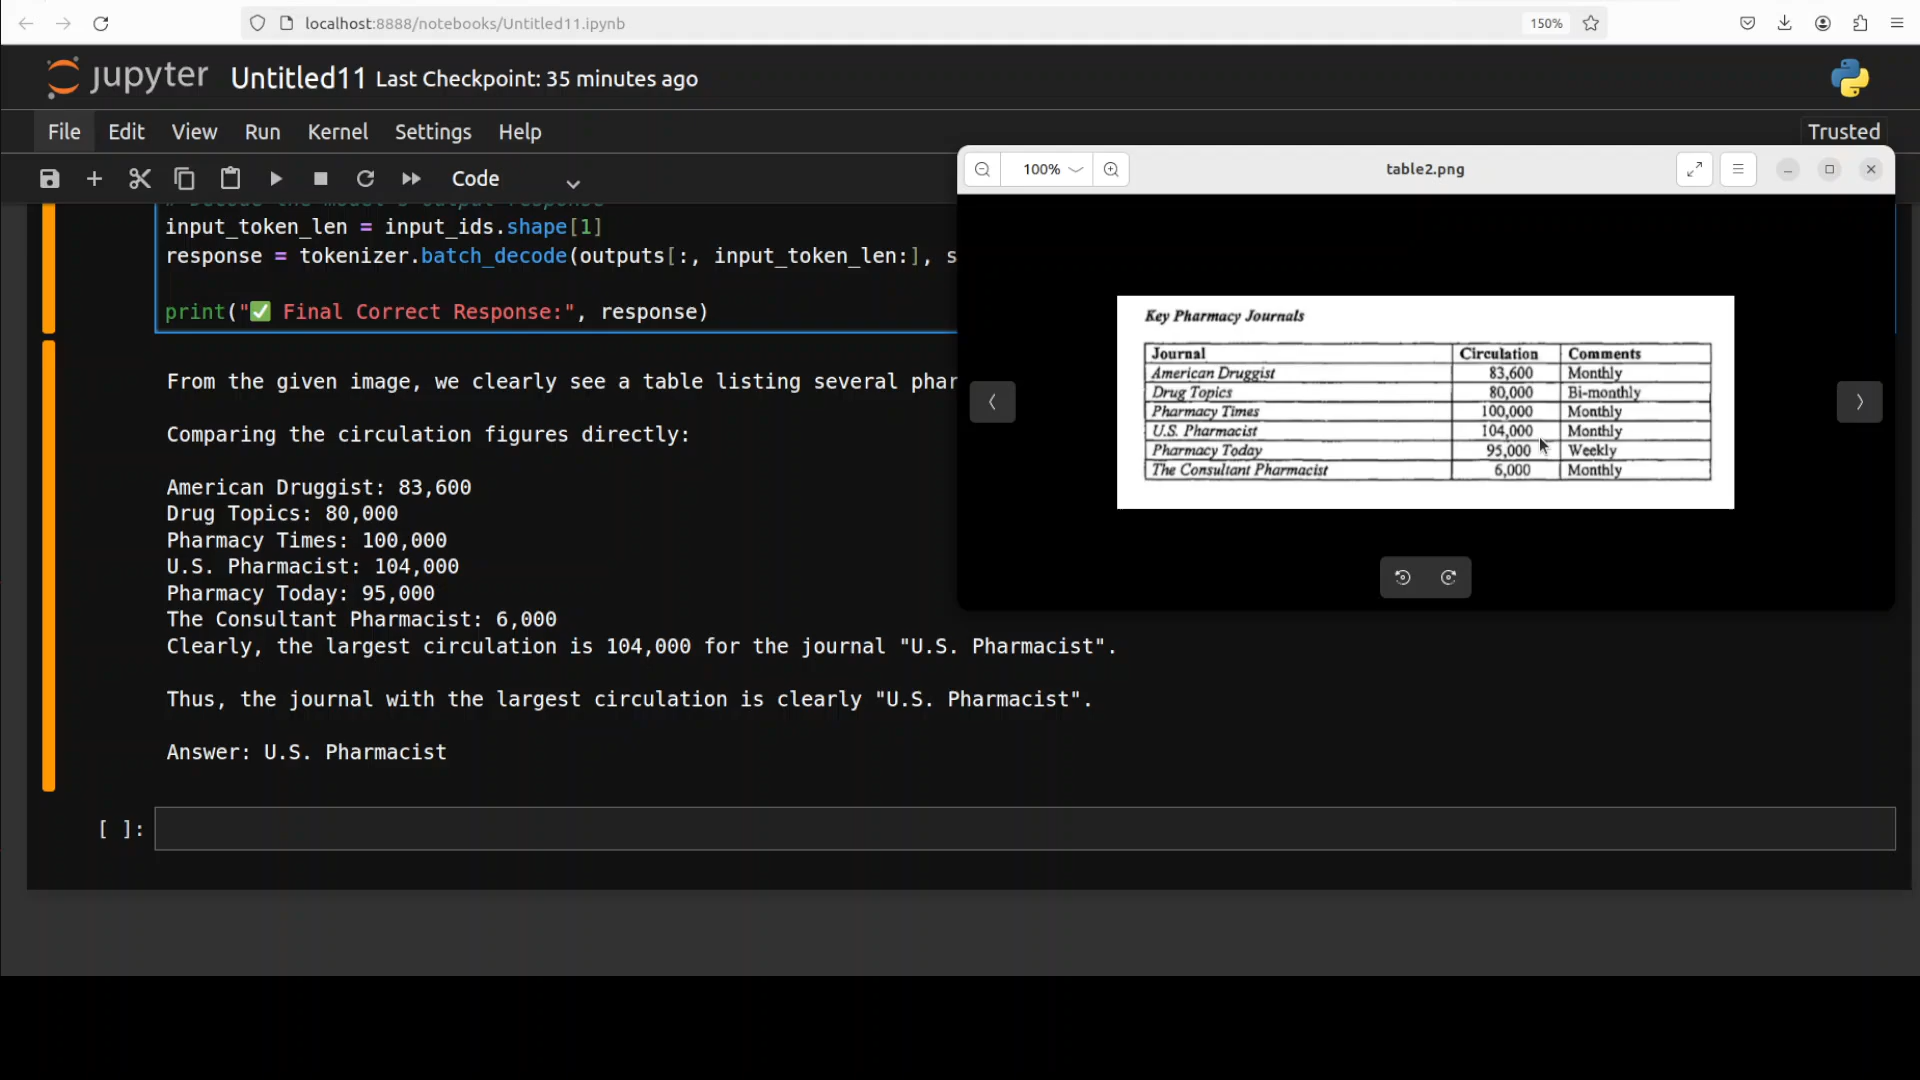 localhost:8888/notebooks/Untitled11.ipynb
150%
jupyter Untitled11 Last Checkpoint: 35 minutes ago
File Edit View Run Kernel Settings Help
Trusted
Code
# Decode the model's output response
input_token_len = input_ids.shape[1]
response = tokenizer.batch_decode(outputs[:, input_token_len:], s
print("✅ Final Correct Response:", response)
From the given image, we clearly see a table listing several phar
Comparing the circulation figures directly:
American Druggist: 83,600
Drug Topics: 80,000
Pharmacy Times: 100,000
U.S. Pharmacist: 104,000
Pharmacy Today: 95,000
The Consultant Pharmacist: 6,000
Clearly, the largest circulation is 104,000 for the journal "U.S. Pharmacist".
Thus, the journal with the largest circulation is clearly "U.S. Pharmacist".
Answer: U.S. Pharmacist
[ ]:
100%
table2.png
Key Pharmacy Journals
Journal Circulation Comments
American Druggist 83,600 Monthly
Drug Topics 80,000 Bi-monthly
Pharmacy Times 100,000 Monthly
U.S. Pharmacist 104,000 Monthly
Pharmacy Today 95,000 Weekly
The Consultant Pharmacist 6,000 Monthly